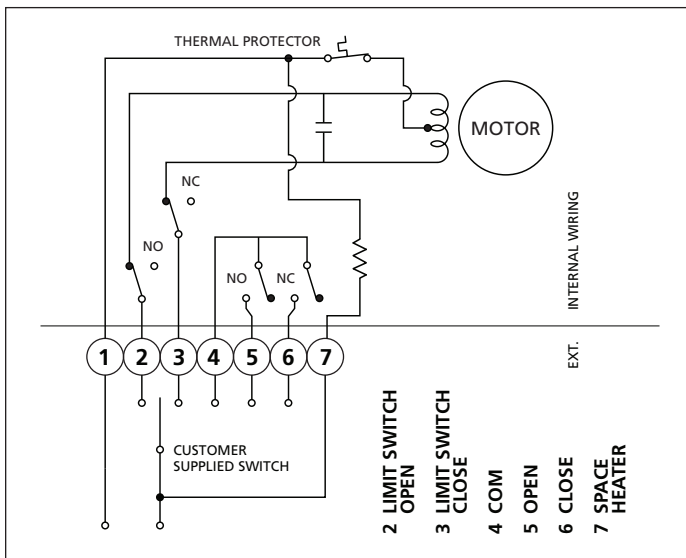 THERMAL PROTECTOR
MOTOR
NC
NO
NO
NC
INTERNAL WIRING
EXT.
1 2 3 4 5 6 7
CUSTOMER
SUPPLIED SWITCH
2 LIMIT SWITCH
OPEN
3 LIMIT SWITCH
CLOSE
4 COM
5 OPEN
6 CLOSE
7 SPACE
HEATER